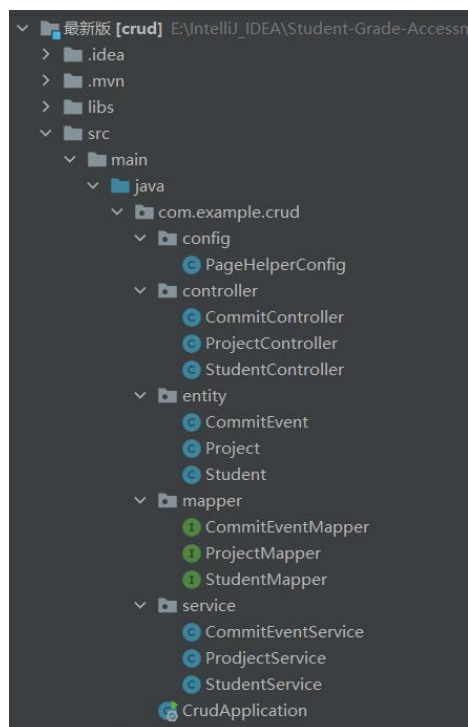 最新版 [crud] E:\IntelliJ_IDEA\Student-Grade-Accessm
.idea
.mvn
libs
src
main
java
com.example.crud
config
C PageHelperConfig
controller
C CommitController
C ProjectController
C StudentController
entity
C CommitEvent
C Project
C Student
mapper
I CommitEventMapper
I ProjectMapper
I StudentMapper
service
C CommitEventService
C ProdjectService
C StudentService
CrudApplication